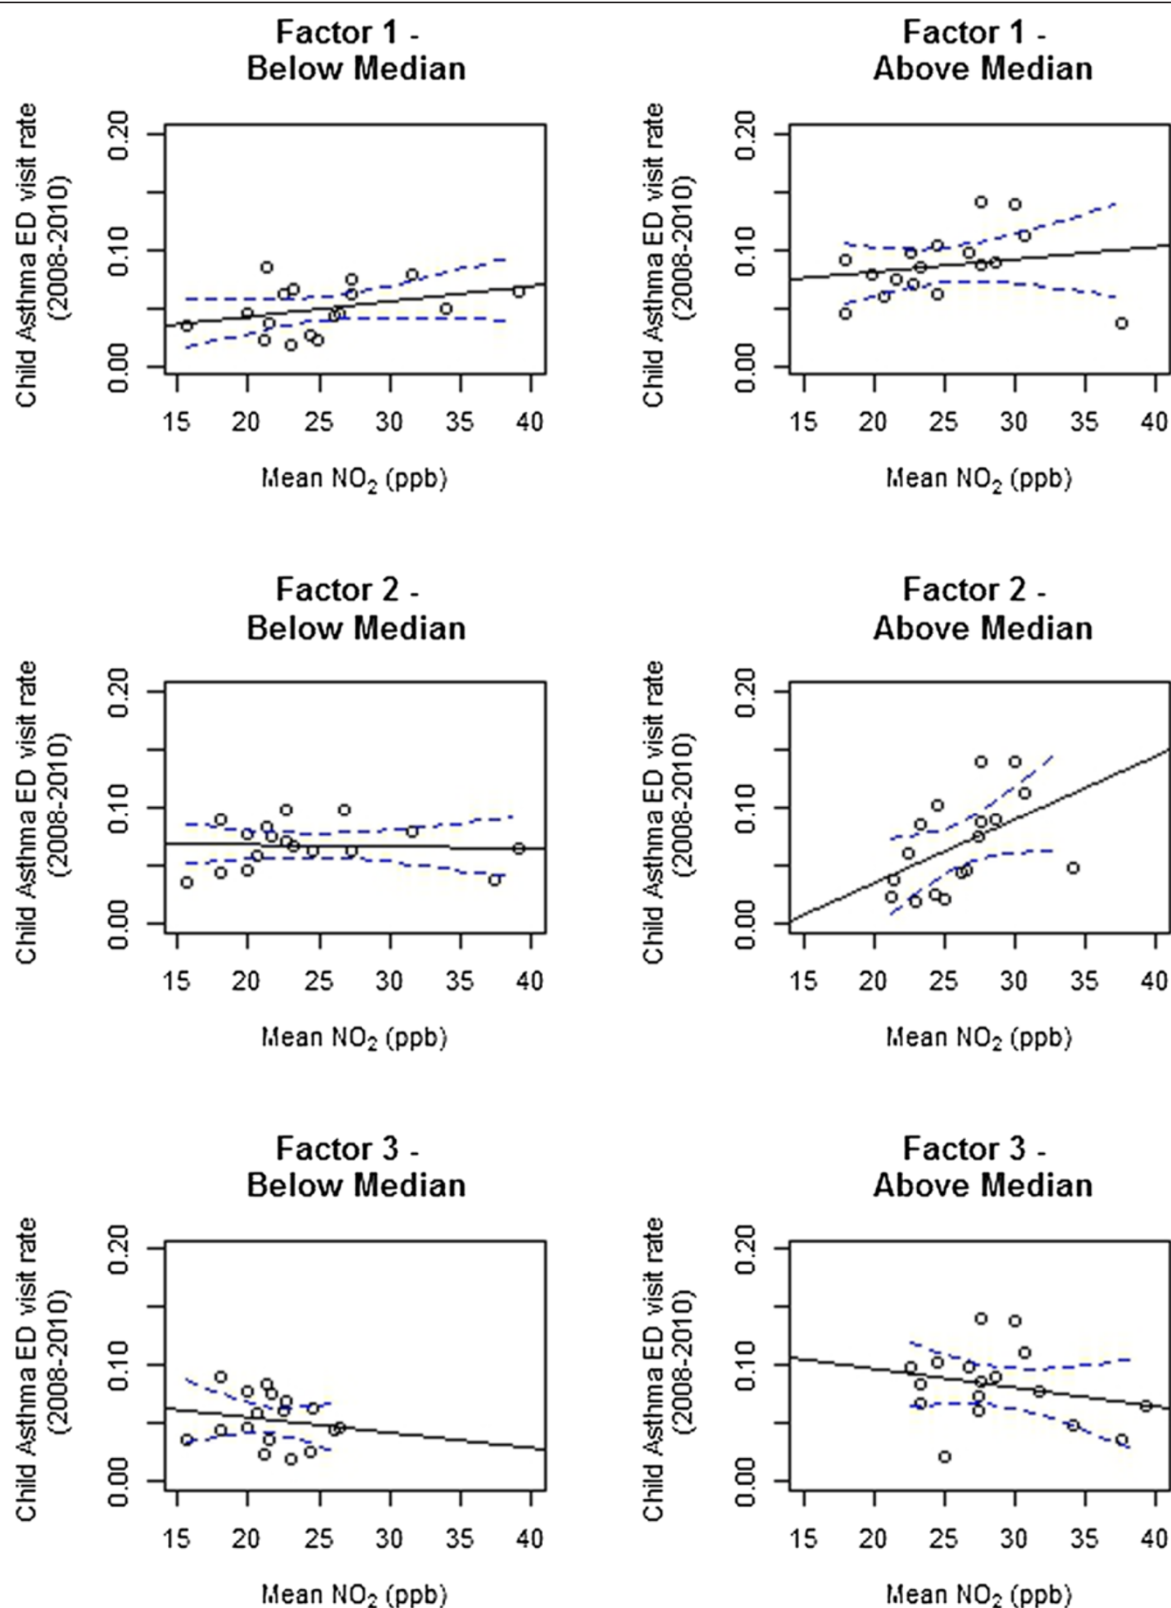 Factor 1 -
Below Median
Child Asthma ED visit rate
(2008-2010)
0.20
0.10
0.00
15 20 25 30 35 40
Mean NO₂ (ppb)
Factor 1 -
Above Median
Child Asthma ED visit rate
(2008-2010)
0.20
0.10
0.00
15 20 25 30 35 40
Mean NO₂ (ppb)
Factor 2 -
Below Median
Child Asthma ED visit rate
(2008-2010)
0.20
0.10
0.00
15 20 25 30 35 40
Mean NO₂ (ppb)
Factor 2 -
Above Median
Child Asthma ED visit rate
(2008-2010)
0.20
0.10
0.00
15 20 25 30 35 40
Mean NO₂ (ppb)
Factor 3 -
Below Median
Child Asthma ED visit rate
(2008-2010)
0.20
0.10
0.00
15 20 25 30 35 40
Mean NO₂ (ppb)
Factor 3 -
Above Median
Child Asthma ED visit rate
(2008-2010)
0.20
0.10
0.00
15 20 25 30 35 40
Mean NO₂ (ppb)